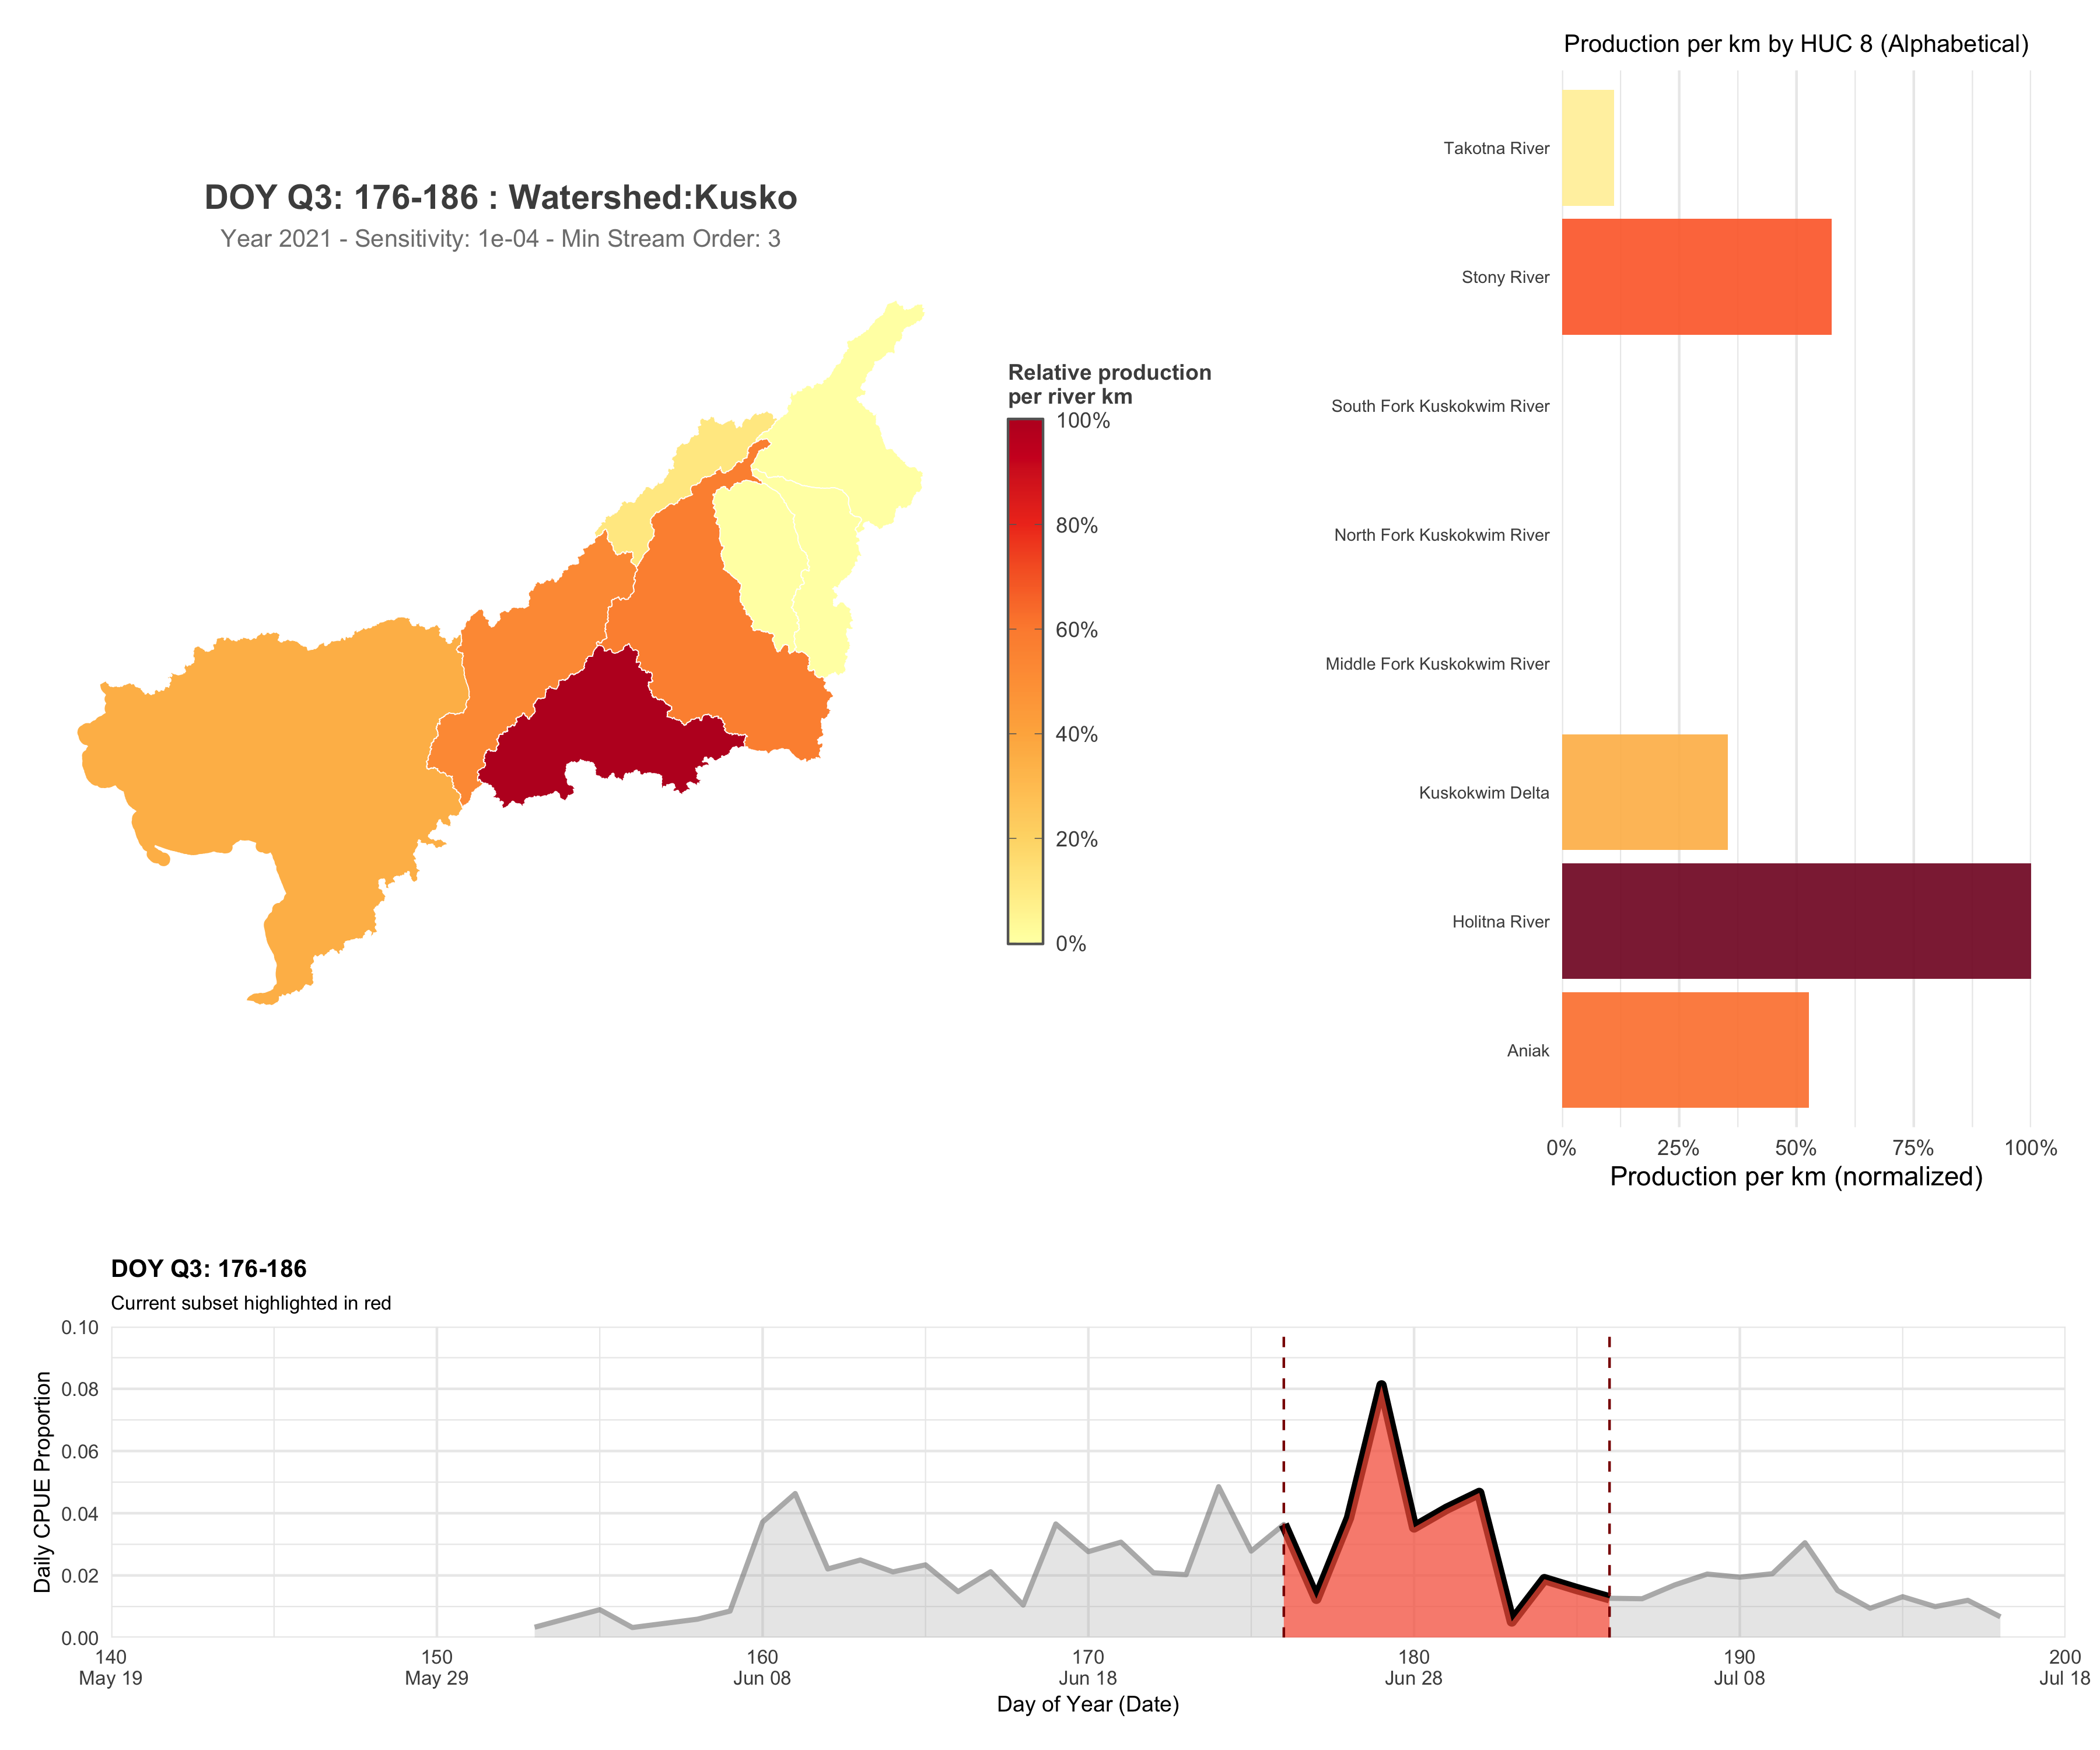 Production per km by HUC 8 (Alphabetical)
Takotna River
Stony River
South Fork Kuskokwim River
North Fork Kuskokwim River
Middle Fork Kuskokwim River
Kuskokwim Delta
Holitna River
Aniak
0%
25%
50%
75%
100%
Production per km (normalized)
DOY Q3: 176-186 : Watershed:Kusko
Year 2021 - Sensitivity: 1e-04 - Min Stream Order: 3
Relative production
per river km
100%
80%
60%
40%
20%
0%
DOY Q3: 176-186
Current subset highlighted in red
Daily CPUE Proportion
0.10
0.08
0.06
0.04
0.02
0.00
140
May 19
150
May 29
160
Jun 08
170
Jun 18
180
Jun 28
190
Jul 08
200
Jul 18
Day of Year (Date)